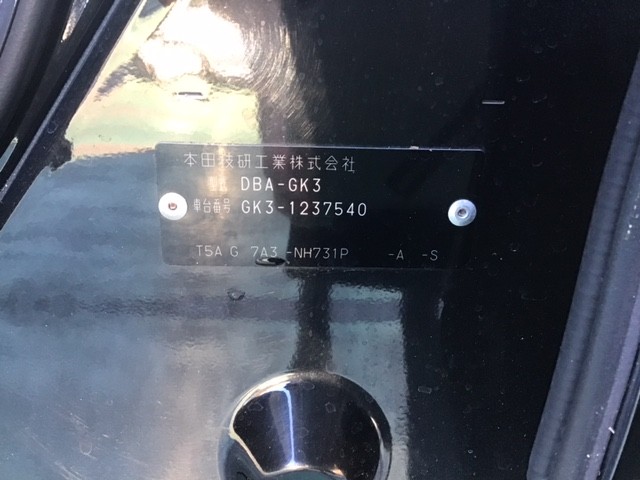 本田技研工業株式会社
DBA-GK3
車台番号 GK3-1237540
T5A G 7A3 -NH731P -A -S